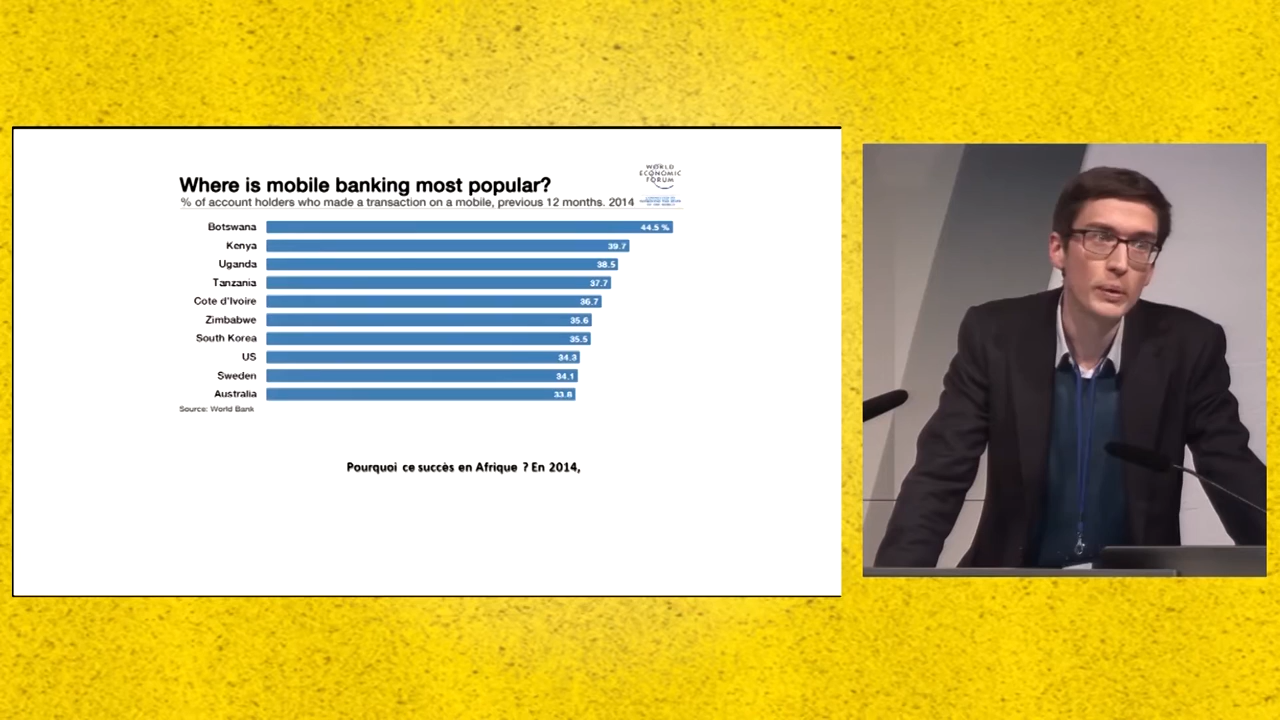 WORLD
ECONOMIC
FORUM
Where is mobile banking most popular?
% of account holders who made a transaction on a mobile, previous 12 months. 2014
Botswana 44.5 %
Kenya 39.7
Uganda 38.5
Tanzania 37.7
Cote d'Ivoire 36.7
Zimbabwe 35.6
South Korea 35.5
US 34.3
Sweden 34.1
Australia 33.8
Source: World Bank
Pourquoi ce succès en Afrique ? En 2014,